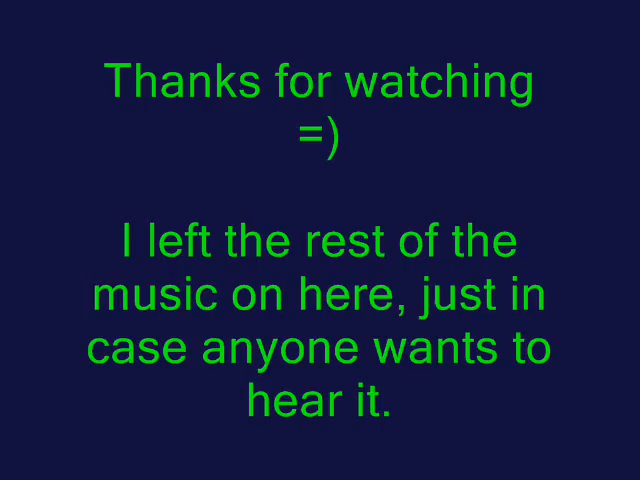 Thanks for watching
=)
I left the rest of the
music on here, just in
case anyone wants to
hear it.